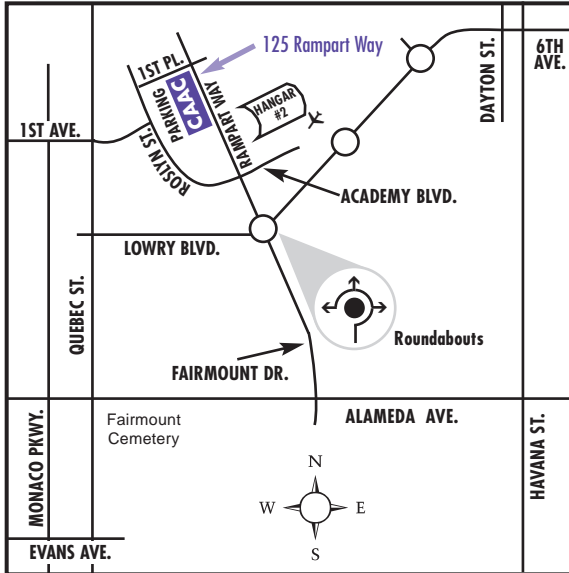 125 Rampart Way
6TH
AVE.
DAYTON ST.
1ST PL.
PARKING
CAAC
RAMPART WAY
HANGAR
#2
1ST AVE.
ROSLYN ST.
ACADEMY BLVD.
LOWRY BLVD.
QUEBEC ST.
Roundabouts
FAIRMOUNT DR.
MONACO PKWY.
Fairmount
Cemetery
ALAMEDA AVE.
HAVANA ST.
N
W
E
S
EVANS AVE.